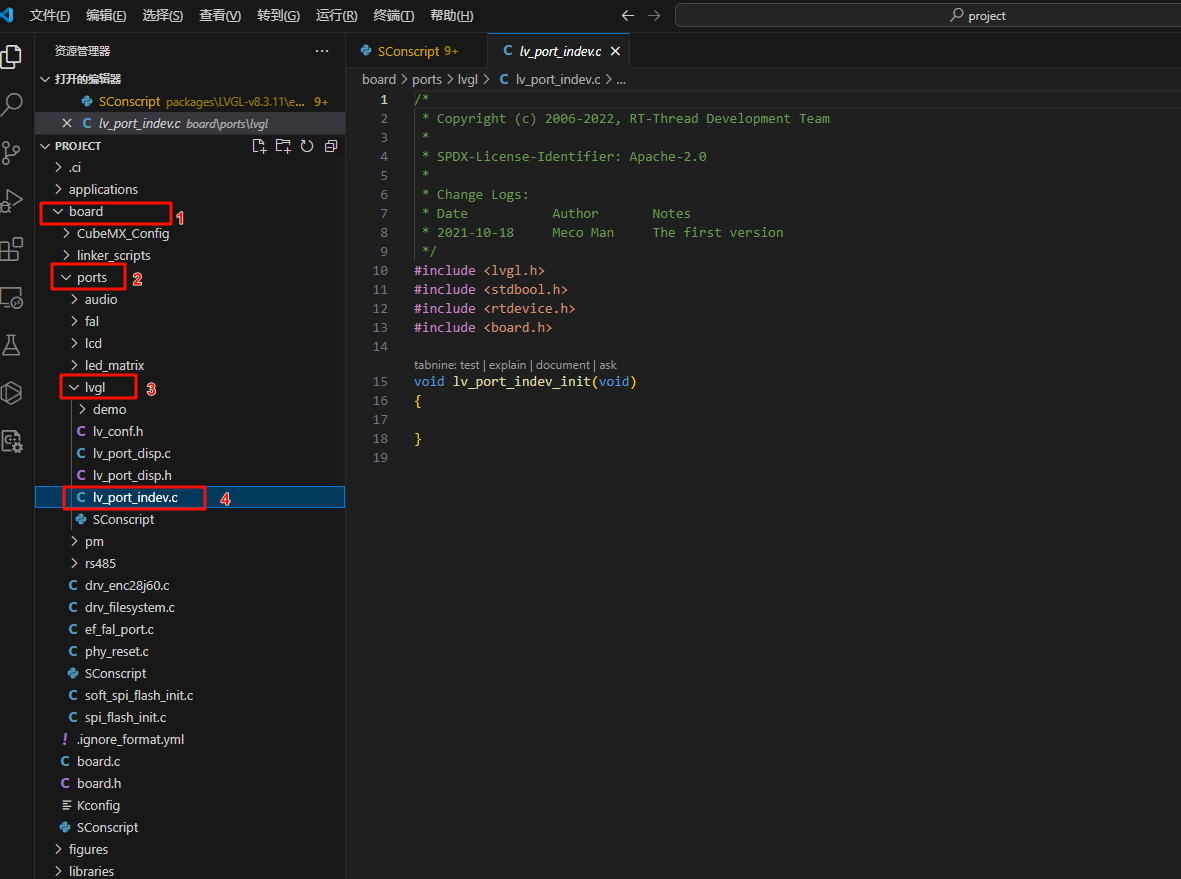 文件(F) 编辑(E) 选择(S) 查看(V) 转到(G) 运行(R) 终端(T) 帮助(H) project
资源管理器
打开的编辑器
SConscript packages\LVGL-v8.3.11\e... 9+
lv_port_indev.c board\ports\lvgl
PROJECT
.ci
applications
board 1
CubeMX_Config
linker_scripts
ports 2
audio
fal
lcd
led_matrix
lvgl 3
demo
lv_conf.h
lv_port_disp.c
lv_port_disp.h
lv_port_indev.c 4
SConscript
pm
rs485
drv_enc28j60.c
drv_filesystem.c
ef_fal_port.c
phy_reset.c
SConscript
soft_spi_flash_init.c
spi_flash_init.c
.ignore_format.yml
board.c
board.h
Kconfig
SConscript
figures
libraries
SConscript 9+ lv_port_indev.c
board > ports > lvgl > C lv_port_indev.c > ...
1 /*
2 * Copyright (c) 2006-2022, RT-Thread Development Team
3 *
4 * SPDX-License-Identifier: Apache-2.0
5 *
6 * Change Logs:
7 * Date Author Notes
8 * 2021-10-18 Meco Man The first version
9 */
10 #include <lvgl.h>
11 #include <stdbool.h>
12 #include <rtdevice.h>
13 #include <board.h>
14
tabnine: test | explain | document | ask
15 void lv_port_indev_init(void)
16 {
17
18 }
19